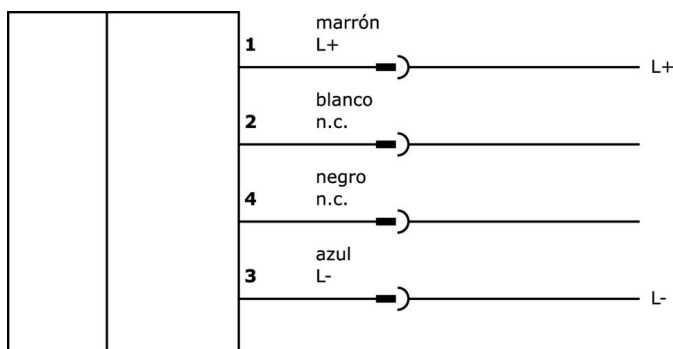 marrón
1 L+
L+
blanco
2 n.c.
negro
4 n.c.
azul
3 L-
L-